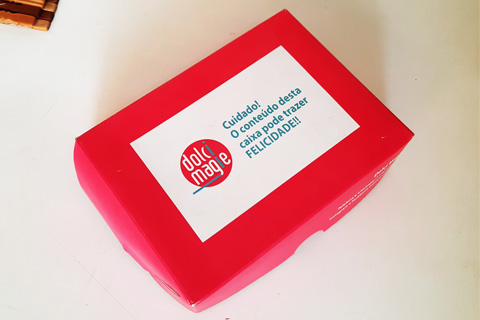 dolci
magie
Cuidado!
O conteúdo desta
caixa pode trazer
FELICIDADE!!